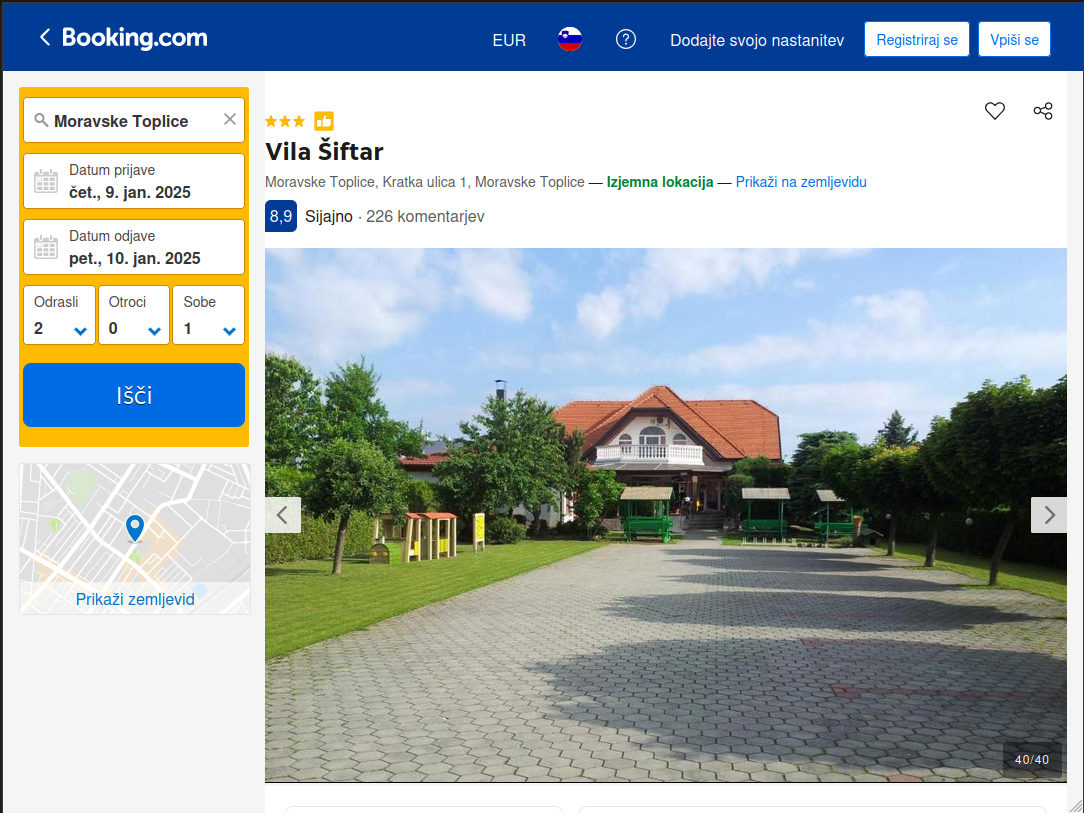 Booking.com
EUR
Dodajte svojo nastanitev
Registriraj se
Vpiši se
Moravske Toplice
Datum prijave
čet., 9. jan. 2025
Datum odjave
pet., 10. jan. 2025
Odrasli
2
Otroci
0
Sobe
1
Išči
Prikaži zemljevid
Vila Šiftar
Moravske Toplice, Kratka ulica 1, Moravske Toplice — Izjemna lokacija — Prikaži na zemljevidu
8,9 Sijajno · 226 komentarjev
40/40